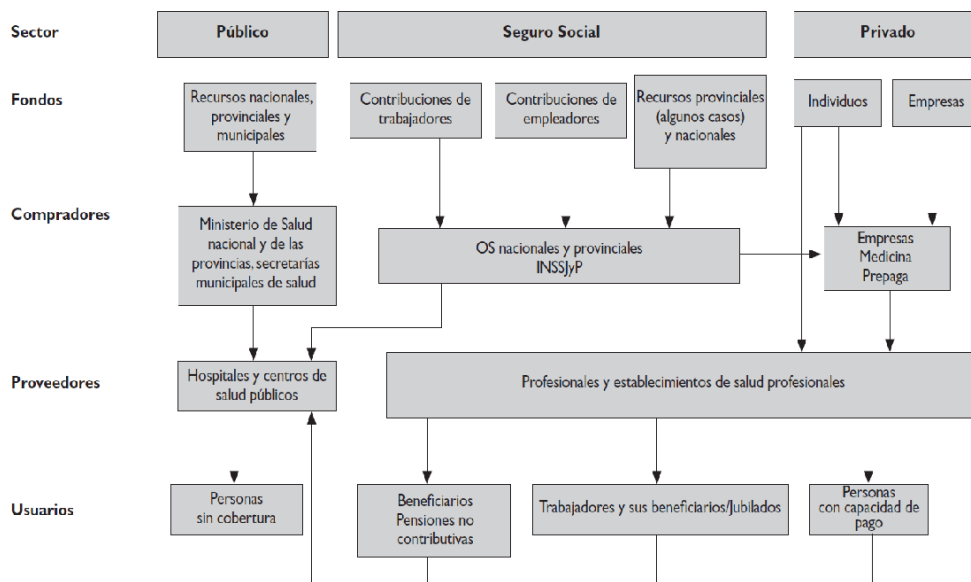 Sector
Público
Seguro Social
Privado
Fondos
Recursos nacionales,
provinciales y
municipales
Contribuciones de
trabajadores
Contribuciones de
empleadores
Recursos provinciales
(algunos casos)
y nacionales
Individuos
Empresas
Compradores
Ministerio de Salud
nacional y de las
provincias, secretarías
municipales de salud
OS nacionales y provinciales
INSSJyP
Empresas
Medicina
Prepaga
Proveedores
Hospitales y centros de
salud públicos
Profesionales y establecimientos de salud profesionales
Usuarios
Personas
sin cobertura
Beneficiarios
Pensiones no
contributivas
Trabajadores y sus beneficiarios/Jubilados
Personas
con capacidad de
pago